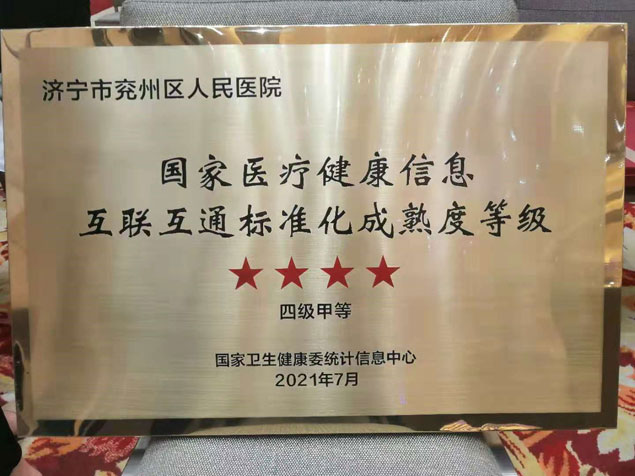 济宁市兖州区人民医院
国家医疗健康信息
互联互通标准化成熟度等级
★★★★
四级甲等
国家卫生健康委统计信息中心
2021年7月